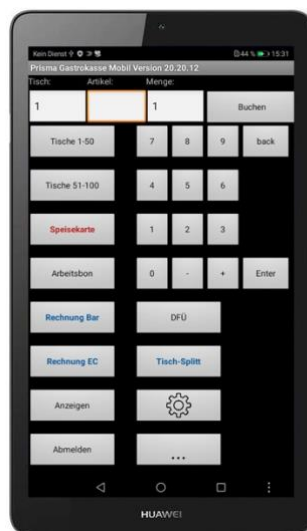 Kein Dienst 44 % 15:31
Prisma Gastrokasse Mobil Version 20.20.12
Tisch: Artikel: Menge:
1 1 Buchen
Tische 1-50 7 8 9 back
Tische 51-100 4 5 6
Speisekarte 1 2 3
Arbeitsbon 0 - + Enter
Rechnung Bar DFÜ
Rechnung EC Tisch-Splitt
Anzeigen
Abmelden ...
HUAWEI